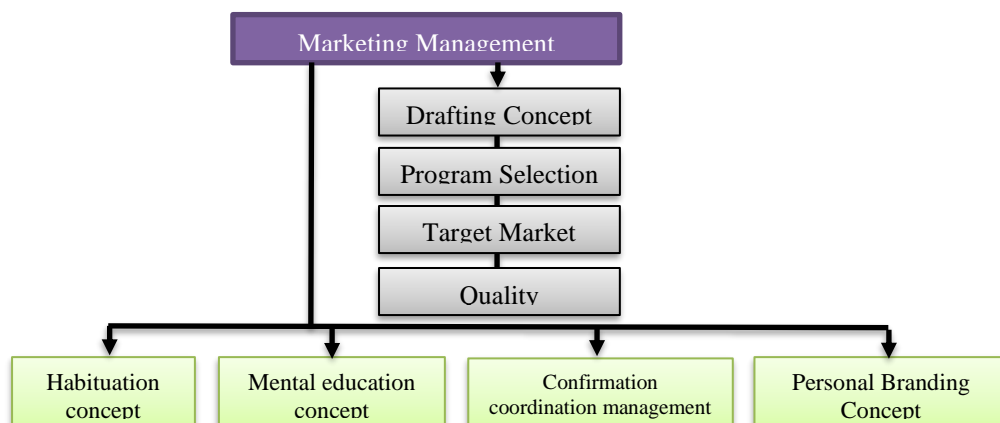 Marketing Management
Drafting Concept
Program Selection
Target Market
Quality
Habituation
concept
Mental education
concept
Confirmation
coordination management
Personal Branding
Concept